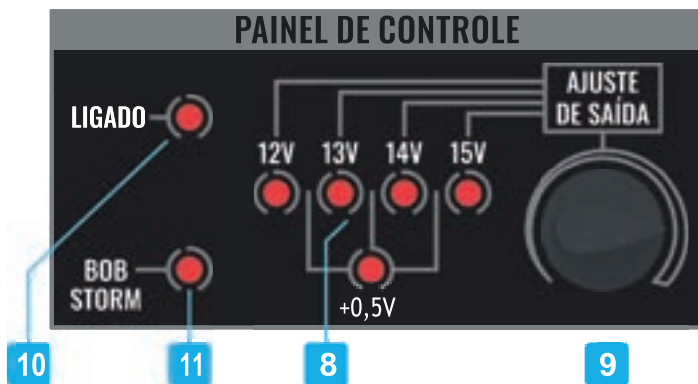 PAINEL DE CONTROLE
LIGADO
AJUSTE
DE SAÍDA
12V 13V 14V 15V
BOB
STORM
+0,5V
10 11 8 9